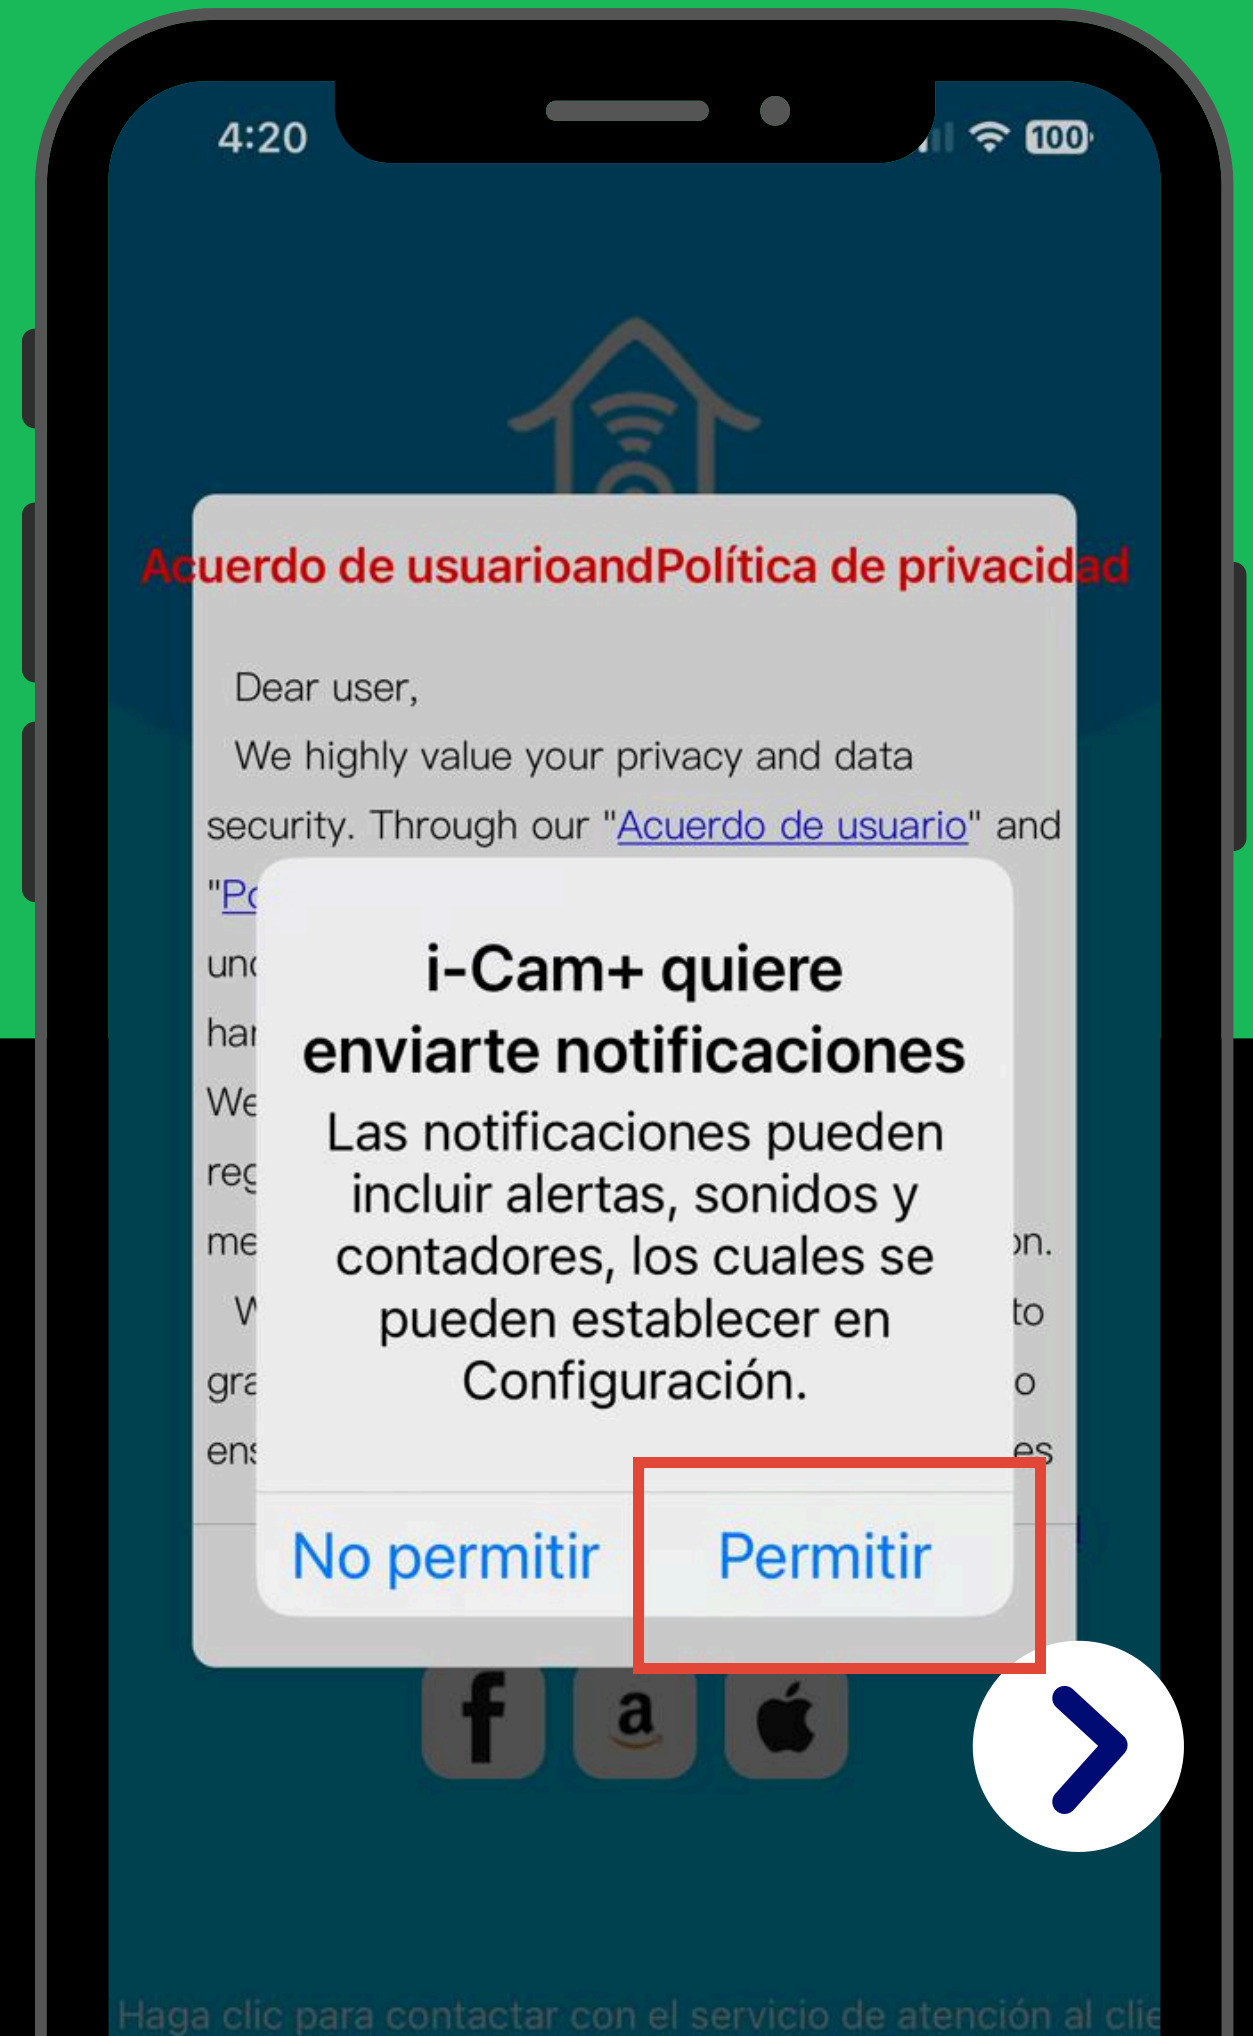 4:20
100
Acuerdo de usuarioandPolítica de privacidad
Dear user,
We highly value your privacy and data
security. Through our "Acuerdo de usuario" and
i-Cam+ quiere
enviarte notificaciones
Las notificaciones pueden
incluir alertas, sonidos y
contadores, los cuales se
pueden establecer en
Configuración.
to
No permitir
Permitir
Haga clic para contactar con el servicio de atención al clie